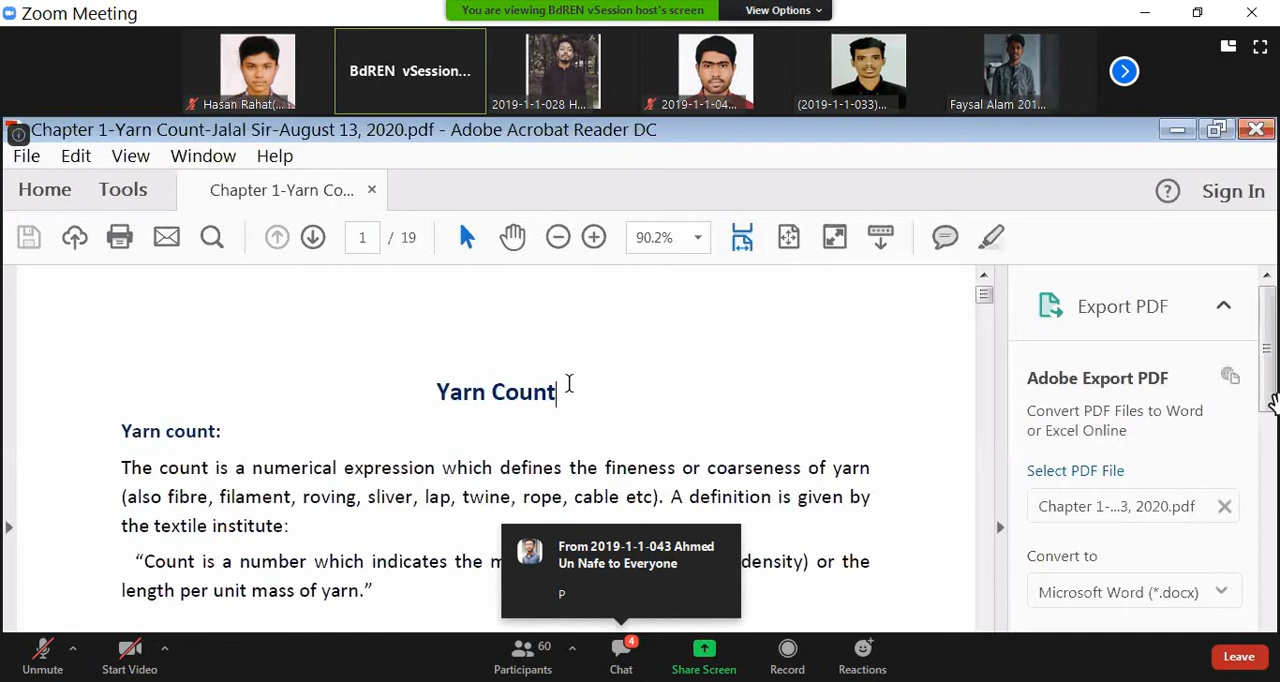 Zoom Meeting
You are viewing BdREN vSession host's screen
View Options
Hasan Rahat(...
BdREN vSession...
2019-1-1-028 H...
2019-1-1-04...
(2019-1-1-033)...
Faysal Alam 201...
Chapter 1-Yarn Count-Jalal Sir-August 13, 2020.pdf - Adobe Acrobat Reader DC
File Edit View Window Help
Home Tools Chapter 1-Yarn Co... × Sign In
1 / 19 90.2%
Yarn Count
Yarn count:
The count is a numerical expression which defines the fineness or coarseness of yarn
(also fibre, filament, roving, sliver, lap, twine, rope, cable etc). A definition is given by
the textile institute:
“Count is a number which indicates the m density) or the
length per unit mass of yarn.”
From 2019-1-1-043 Ahmed
Un Nafe to Everyone
P
Export PDF
Adobe Export PDF
Convert PDF Files to Word
or Excel Online
Select PDF File
Chapter 1-...3, 2020.pdf
Convert to
Microsoft Word (*.docx)
Unmute
Start Video
60
Participants
4
Chat
Share Screen
Record
Reactions
Leave